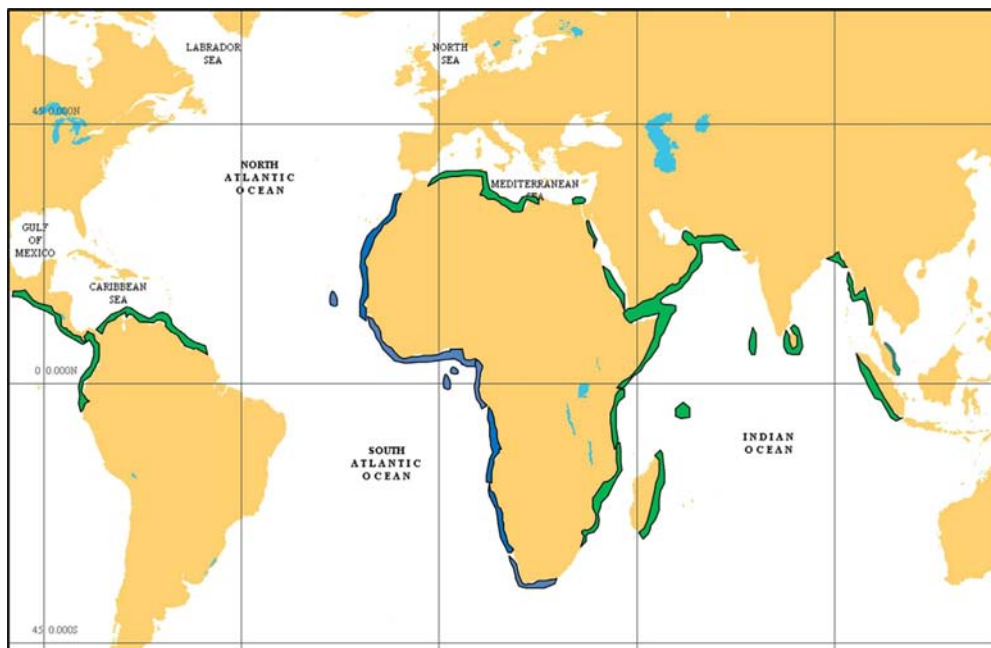 LABRADOR
SEA
NORTH
SEA
45 0.000N
NORTH
ATLANTIC
OCEAN
MEDITERRANEAN
SEA
GULF
OF
MEXICO
CARIBBEAN
SEA
0 0.000N
SOUTH
ATLANTIC
OCEAN
INDIAN
OCEAN
45 0.000S